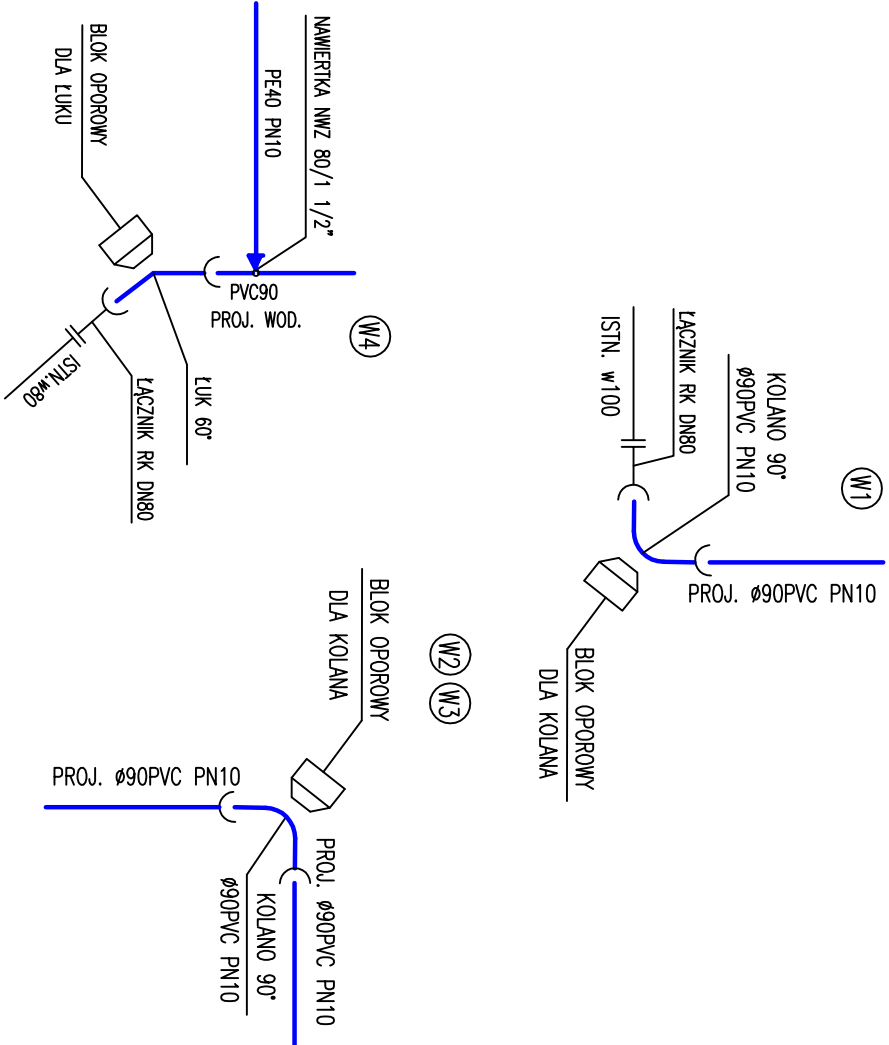 W1
KOLANO 90°
ø90PVC PN10
ŁĄCZNIK RK DN80
ISTN. w100
PROJ. ø90PVC PN10
BLOK OPOROWY
DLA KOLANA
W2 W3
BLOK OPOROWY
DLA KOLANA
PROJ. ø90PVC PN10
PROJ. ø90PVC PN10
KOLANO 90°
ø90PVC PN10
W4
NAWIERTKA NWZ 80/1 1/2"
PE40 PN10
PVC90
PROJ. WOD.
BLOK OPOROWY
DLA ŁUKU
ŁUK 60°
ŁĄCZNIK RK DN80
ISTN.w80